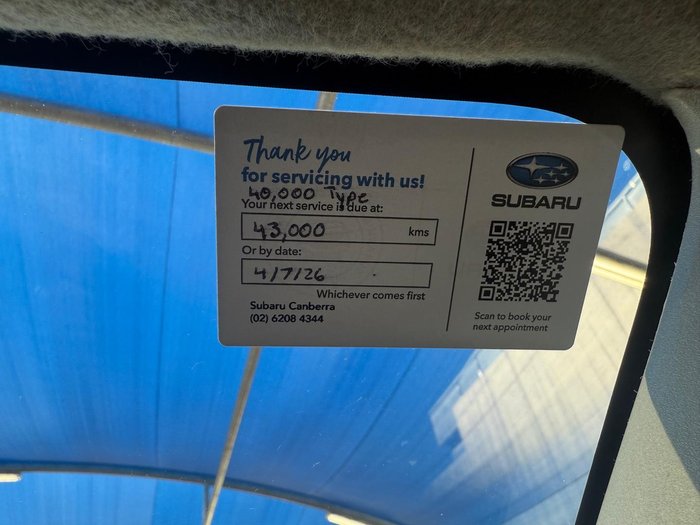 Thank you
for servicing with us!
40,000 Type
Your next service is due at:
43,000 kms
Or by date:
4/7/26
Whichever comes first
Subaru Canberra
(02) 6208 4344
SUBARU
Scan to book your
next appointment